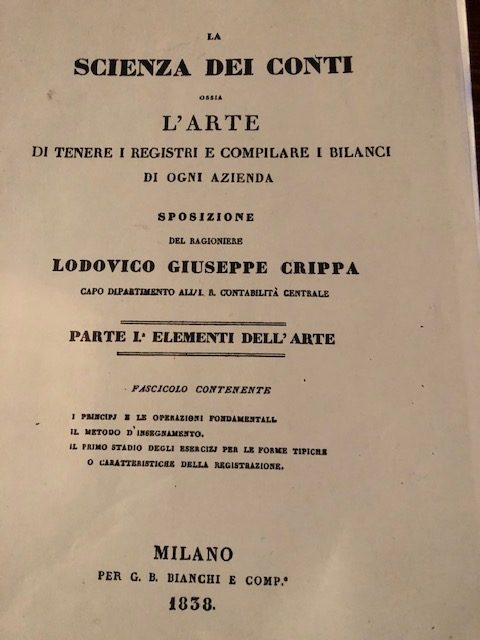 LA
SCIENZA DEI CONTI
OSSIA
L'ARTE
DI TENERE I REGISTRI E COMPILARE I BILANCI
DI OGNI AZIENDA
SPOSIZIONE
DEL RAGIONIERE
LODOVICO GIUSEPPE CRIPPA
CAPO DIPARTIMENTO ALL'I. R. CONTABILITÀ CENTRALE
PARTE I.ª ELEMENTI DELL'ARTE
FASCICOLO CONTENENTE
I PRINCIPJ E LE OPERAZIONI FONDAMENTALI.
IL METODO D'INSEGNAMENTO.
IL PRIMO STADIO DEGLI ESERCIZJ PER LE FORME TIPICHE
O CARATTERISTICHE DELLA REGISTRAZIONE.
MILANO
PER G. B. BIANCHI E COMP.º
1838.